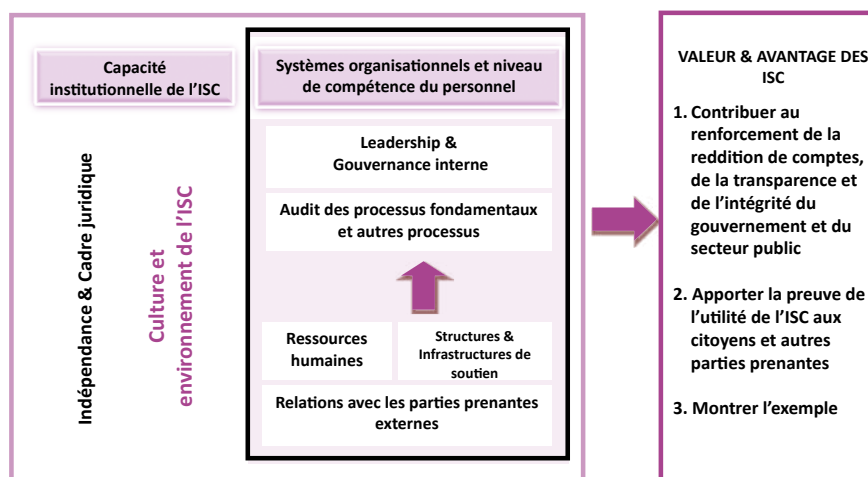 Capacité
institutionnelle de l’ISC
Indépendance & Cadre juridique
Culture et
environnement de l’ISC
Systèmes organisationnels et niveau
de compétence du personnel
Leadership &
Gouvernance interne
Audit des processus fondamentaux
et autres processus
Ressources
humaines
Structures &
Infrastructures de
soutien
Relations avec les parties prenantes
externes
VALEUR & AVANTAGE DES
ISC
1. Contribuer au
renforcement de la
reddition de comptes,
de la transparence et
de l’intégrité du
gouvernement et du
secteur public
2. Apporter la preuve de
l’utilité de l’ISC aux
citoyens et autres
parties prenantes
3. Montrer l’exemple